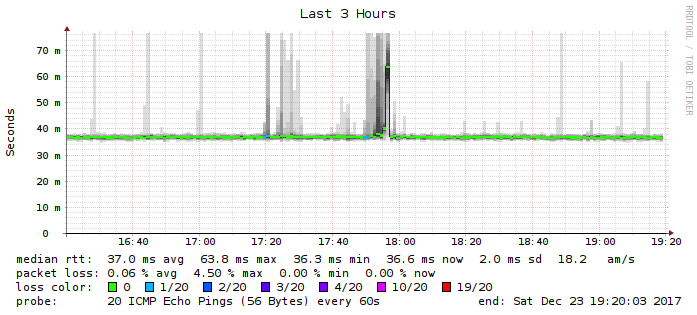 Last 3 Hours
RRDTOOL / TOBI OETIKER
Seconds
70 m
60 m
50 m
40 m
30 m
20 m
10 m
0
16:40 17:00 17:20 17:40 18:00 18:20 18:40 19:00 19:20
median rtt: 37.0 ms avg 63.8 ms max 36.3 ms min 36.6 ms now 2.0 ms sd 18.2 am/s
packet loss: 0.06 % avg 4.50 % max 0.00 % min 0.00 % now
loss color: 0 1/20 2/20 3/20 4/20 10/20 19/20
probe: 20 ICMP Echo Pings (56 Bytes) every 60s end: Sat Dec 23 19:20:03 2017